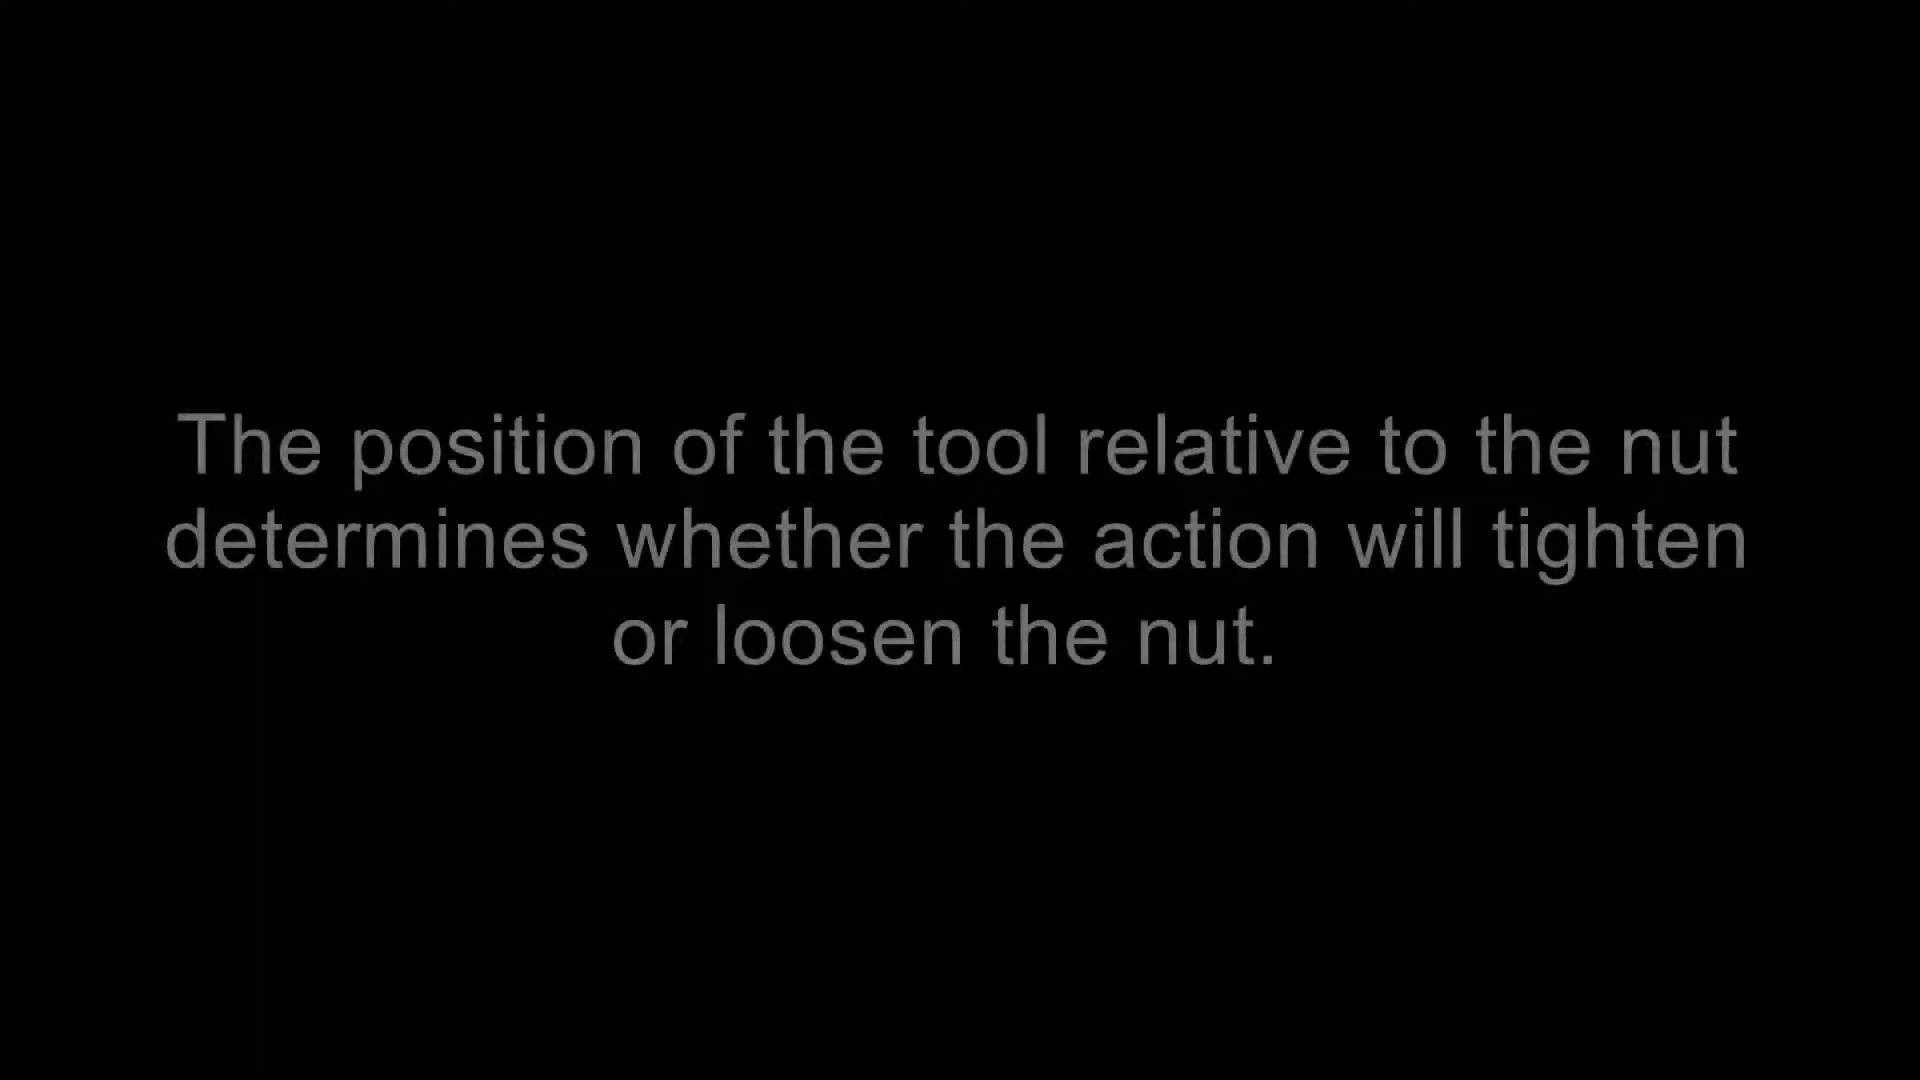 The position of the tool relative to the nut
determines whether the action will tighten
or loosen the nut.